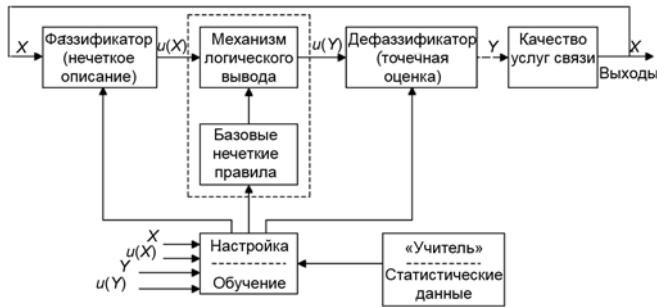 X
Фаззификатор
(нечеткое
описание)
u(X)
Механизм
логического
вывода
u(Y)
Дефаззификатор
(точечная
оценка)
Y
Качество
услуг связи
X
Выходы
Базовые
нечеткие
правила
X
u(X)
Y
u(Y)
Настройка
Обучение
«Учитель»
Статистические
данные